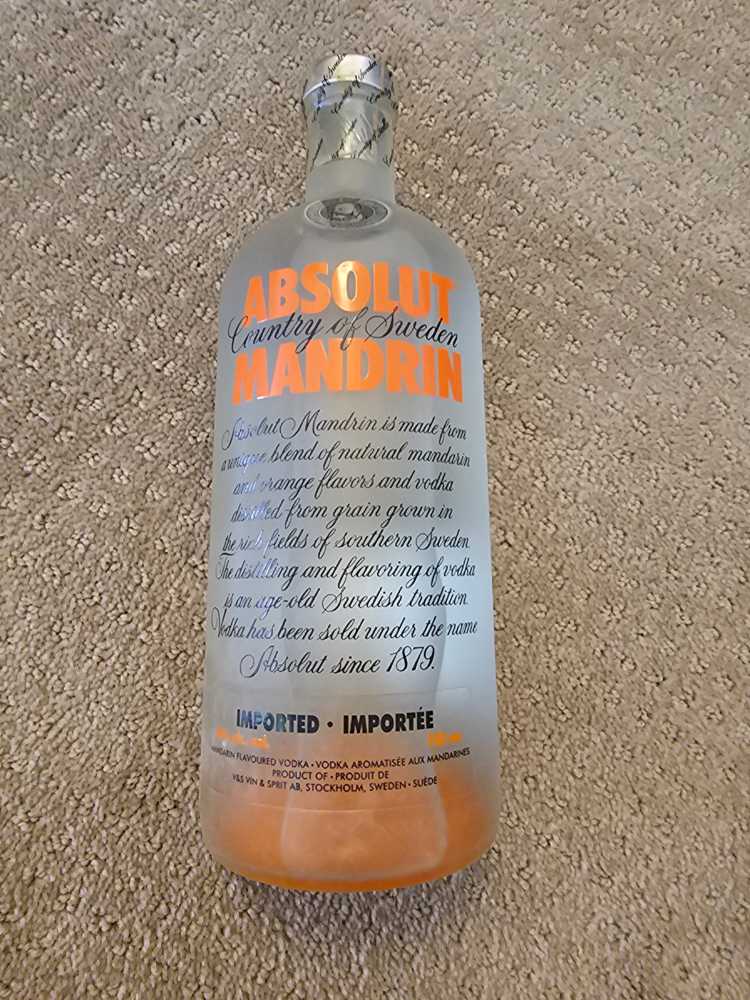 Country of Sweden
ABSOLUT
Country of Sweden
MANDRIN
Absolut Mandrin is made from
a unique blend of natural mandarin
and orange flavors and vodka
distilled from grain grown in
the rich fields of southern Sweden.
The distilling and flavoring of vodka
is an age-old Swedish tradition.
Vodka has been sold under the name
Absolut since 1879.
IMPORTED • IMPORTÉE
MANDARIN FLAVOURED VODKA • VODKA AROMATISÉE AUX MANDARINES
PRODUCT OF • PRODUIT DE
V&S VIN & SPRIT AB, STOCKHOLM, SWEDEN • SUÈDE